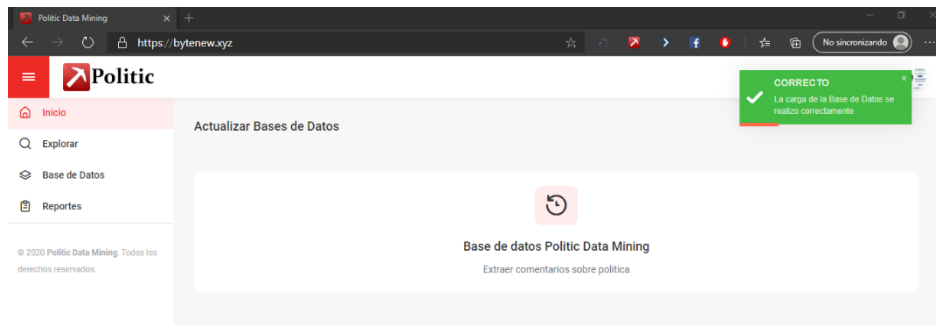 Politic Data Mining
https://bytenew.xyz
No sincronizando
Politic
CORRECTO
x
La carga de la Base de Datos se
realizo correctamente
Inicio
Actualizar Bases de Datos
Explorar
Base de Datos
Reportes
Base de datos Politic Data Mining
© 2020 Politic Data Mining. Todos los
derechos reservados.
Extraer comentarios sobre politica